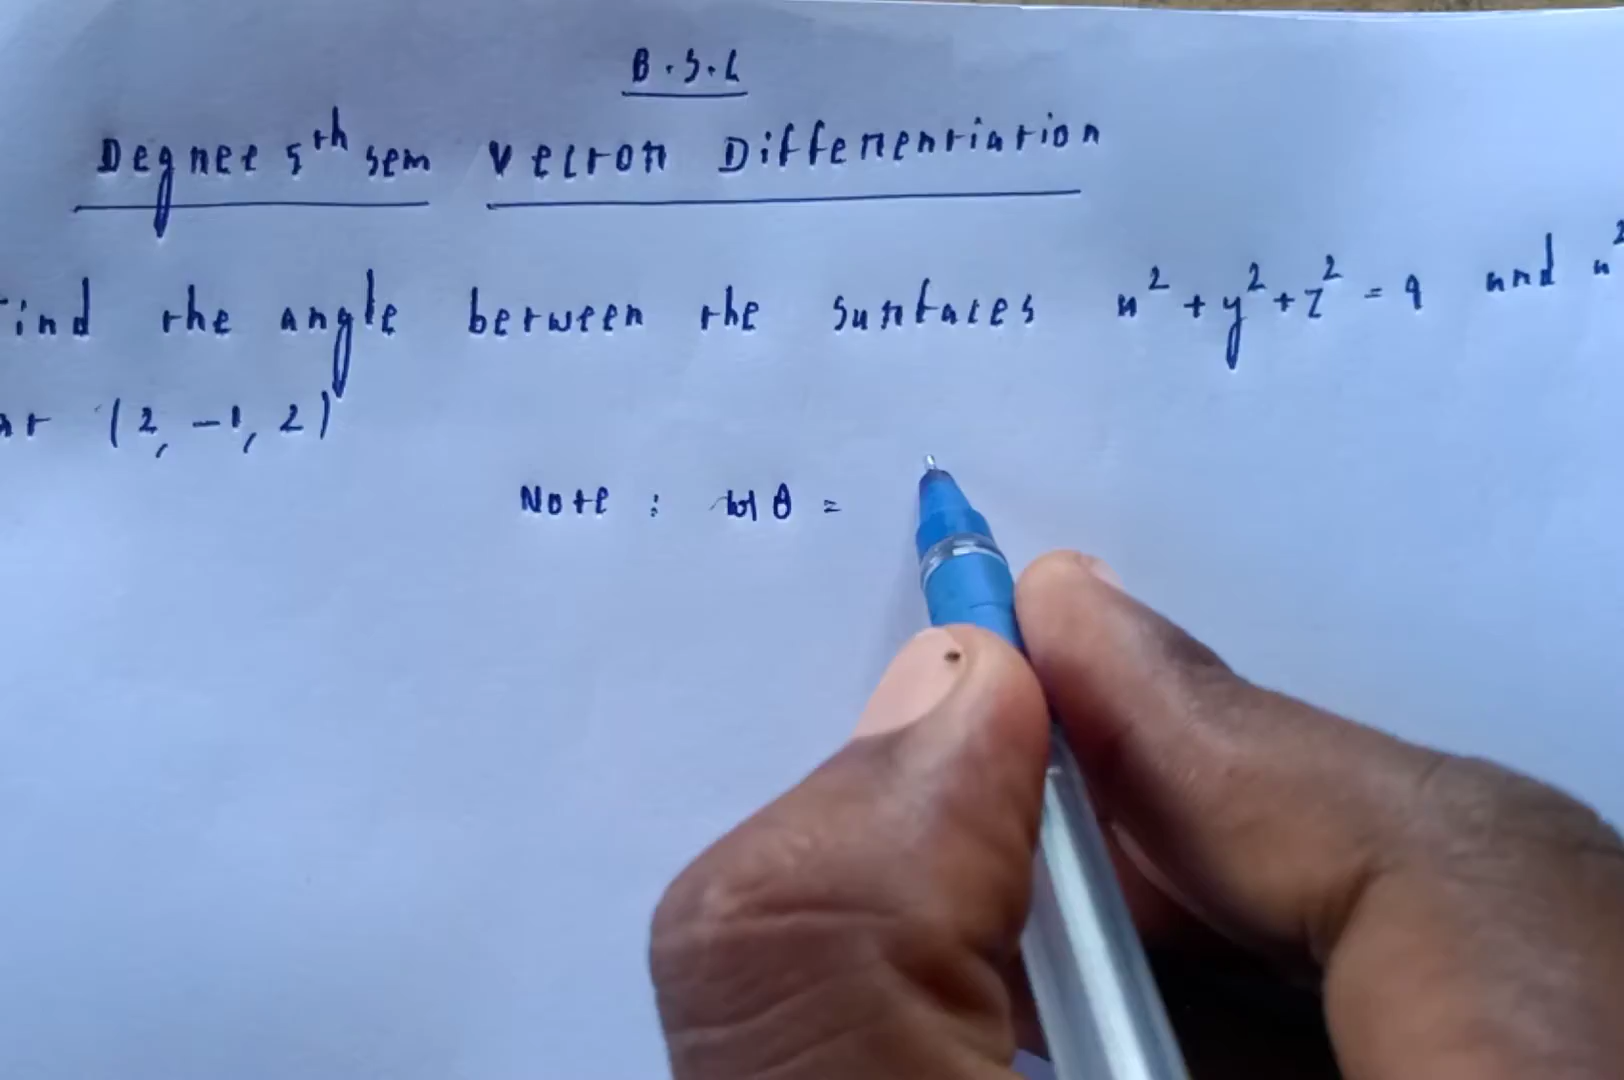 B.S.C
Degree 5th sem Vector Differentiation
ind the angle between the surfaces x² + y² + z² = 9 and x²
at (2, -1, 2)
Note : cos θ =